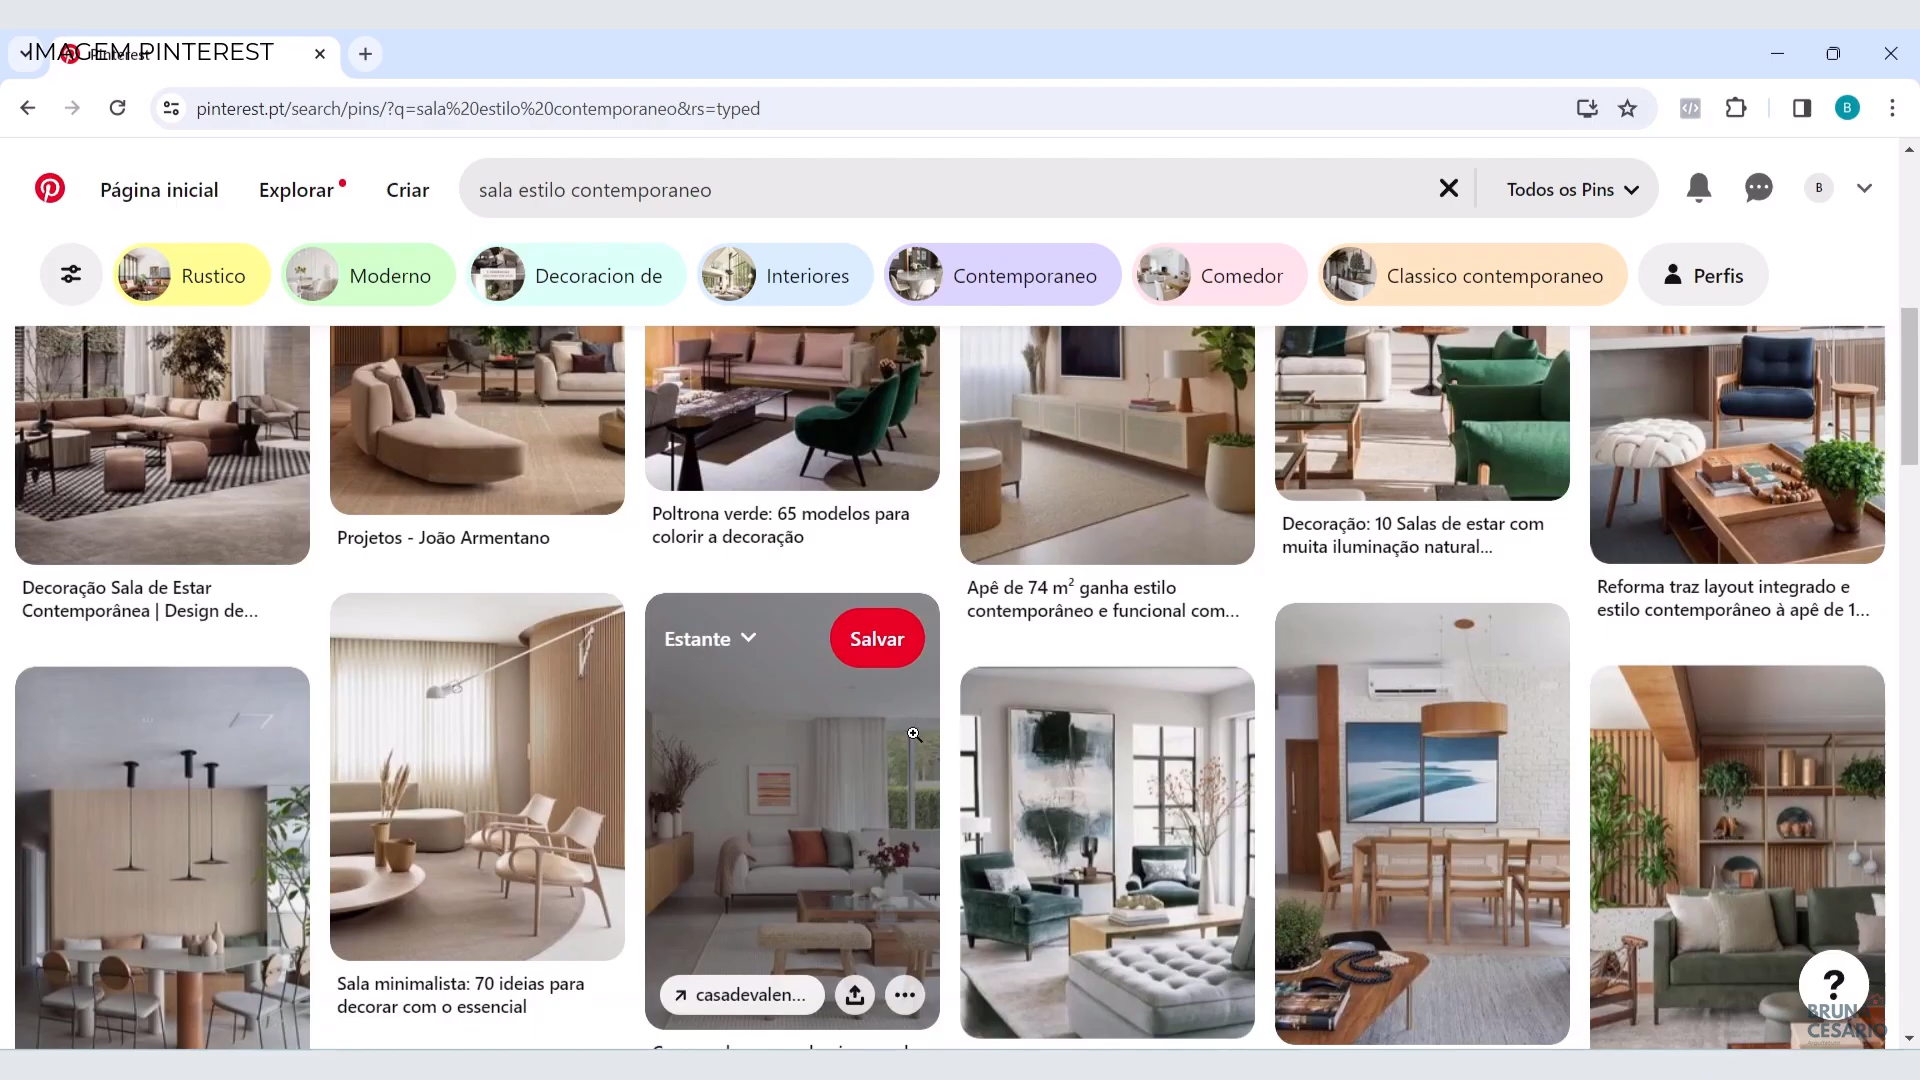 IMAGEM PINTEREST
Pinterest
pinterest.pt/search/pins/?q=sala%20estilo%20contemporaneo&rs=typed
B
Página inicial
Explorar
Criar
sala estilo contemporaneo
Todos os Pins
B
Rustico
Moderno
Decoracion de
Interiores
Contemporaneo
Comedor
Classico contemporaneo
Perfis
Projetos - João Armentano
Poltrona verde: 65 modelos para
colorir a decoração
Decoração: 10 Salas de estar com
muita iluminação natural...
Decoração Sala de Estar
Contemporânea | Design de...
Apê de 74 m² ganha estilo
contemporâneo e funcional com...
Reforma traz layout integrado e
estilo contemporâneo à apê de 1...
Estante
Salvar
Sala minimalista: 70 ideias para
decorar com o essencial
casadevalen...
?
BRUNA
CESARIO